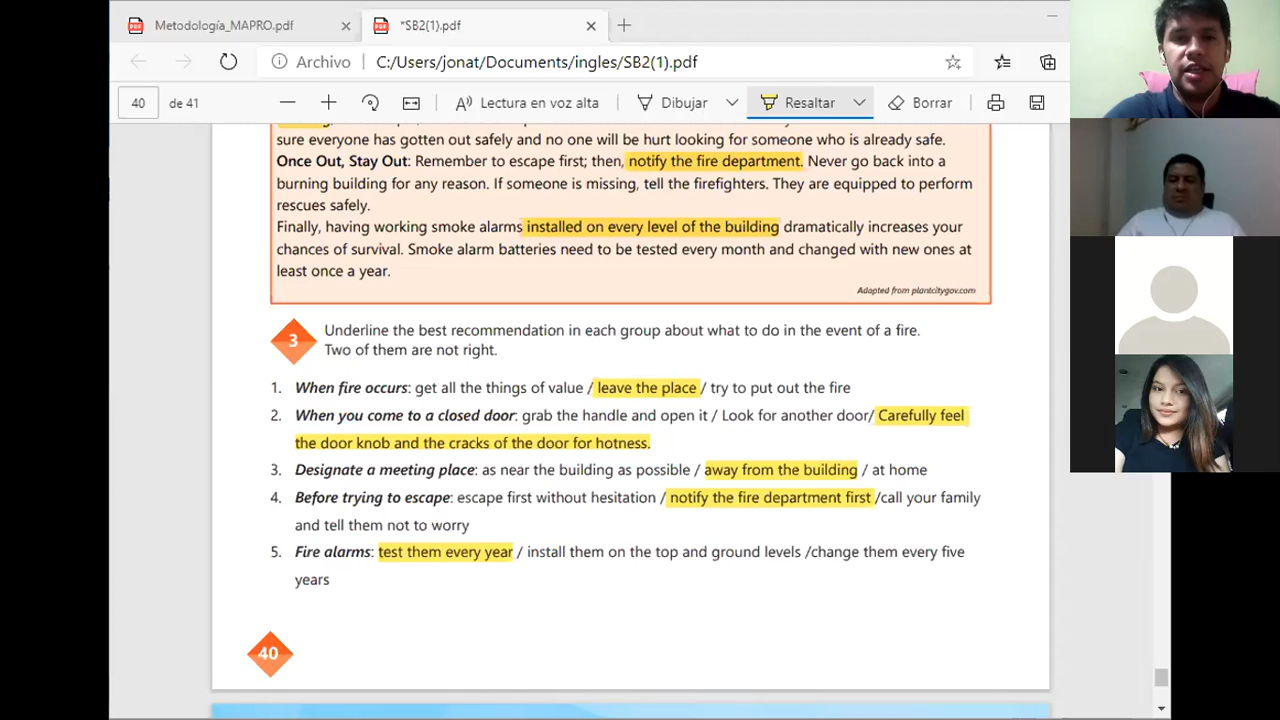 Metodología_MAPRO.pdf
*SB2(1).pdf
Archivo
C:/Users/jonat/Documents/ingles/SB2(1).pdf
40 de 41
Lectura en voz alta
Dibujar
Resaltar
Borrar
sure everyone has gotten out safely and no one will be hurt looking for someone who is already safe.
Once Out, Stay Out: Remember to escape first; then, notify the fire department. Never go back into a
burning building for any reason. If someone is missing, tell the firefighters. They are equipped to perform
rescues safely.
Finally, having working smoke alarms installed on every level of the building dramatically increases your
chances of survival. Smoke alarm batteries need to be tested every month and changed with new ones at
least once a year.
Adapted from plantcitygov.com
3
Underline the best recommendation in each group about what to do in the event of a fire.
Two of them are not right.
1. When fire occurs: get all the things of value / leave the place / try to put out the fire
2. When you come to a closed door: grab the handle and open it / Look for another door/ Carefully feel
the door knob and the cracks of the door for hotness.
3. Designate a meeting place: as near the building as possible / away from the building / at home
4. Before trying to escape: escape first without hesitation / notify the fire department first /call your family
and tell them not to worry
5. Fire alarms: test them every year / install them on the top and ground levels /change them every five
years
40